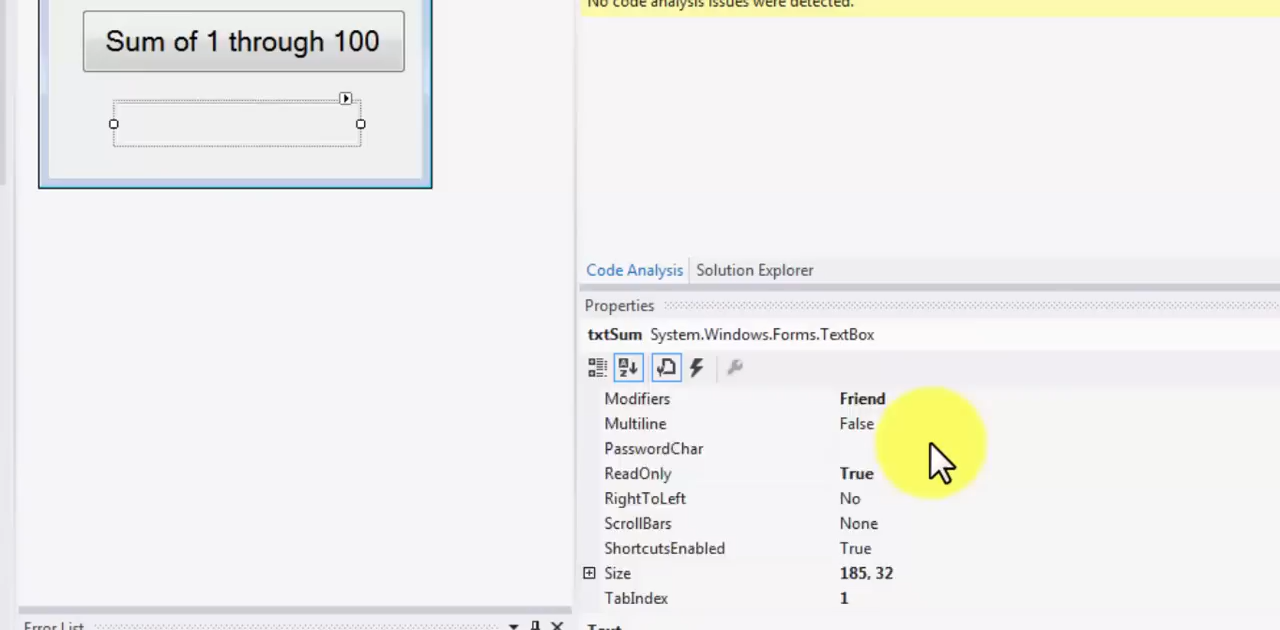 No code analysis issues were detected.
Sum of 1 through 100
Code Analysis Solution Explorer
Properties
txtSum System.Windows.Forms.TextBox
Modifiers Friend
Multiline False
PasswordChar
ReadOnly True
RightToLeft No
ScrollBars None
ShortcutsEnabled True
Size 185, 32
TabIndex 1
Error List
Text